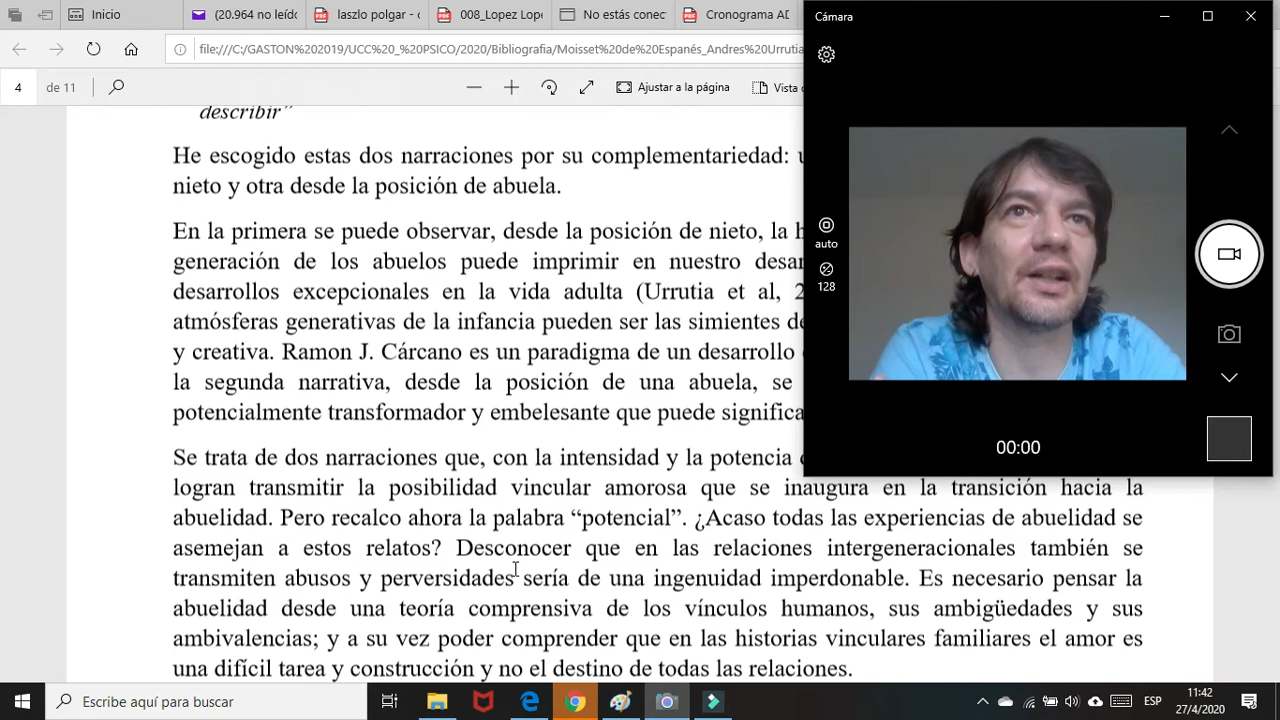 Inicio
(20.964 no leído
laszlo polgar - c
008_Lopez Lope
No estás conec
Cronograma AD
file:///C:/GASTON%202019/UCC%20_%20PSICO/2020/Bibliografia/Moisset%20de%20Espanés_Andres%20Urrutia
4 de 11
Ajustar a la página
Vista d
Cámara
auto
128
00:00
describir”
He escogido estas dos narraciones por su complementariedad: u
nieto y otra desde la posición de abuela.
En la primera se puede observar, desde la posición de nieto, la h
generación de los abuelos puede imprimir en nuestro desar
desarrollos excepcionales en la vida adulta (Urrutia et al, 2
atmósferas generativas de la infancia pueden ser las simientes de
y creativa. Ramon J. Cárcano es un paradigma de un desarrollo
la segunda narrativa, desde la posición de una abuela, se
potencialmente transformador y embelesante que puede significa
Se trata de dos narraciones que, con la intensidad y la potencia
logran transmitir la posibilidad vincular amorosa que se inaugura en la transición hacia la
abuelidad. Pero recalco ahora la palabra “potencial”. ¿Acaso todas las experiencias de abuelidad se
asemejan a estos relatos? Desconocer que en las relaciones intergeneracionales también se
transmiten abusos y perversidades sería de una ingenuidad imperdonable. Es necesario pensar la
abuelidad desde una teoría comprensiva de los vínculos humanos, sus ambigüedades y sus
ambivalencias; y a su vez poder comprender que en las historias vinculares familiares el amor es
una difícil tarea y construcción y no el destino de todas las relaciones.
Escribe aquí para buscar
ESP
11:42
27/4/2020